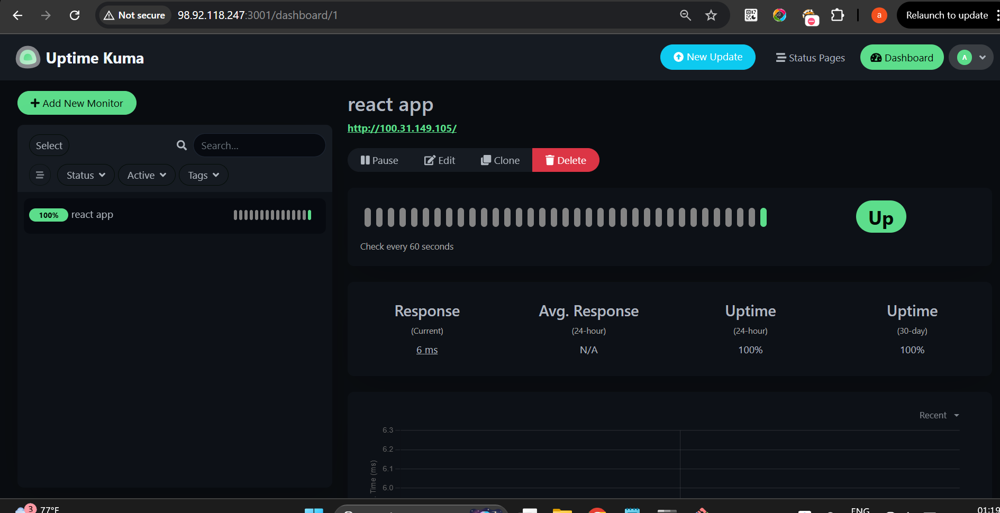 Not secure 98.92.118.247:3001/dashboard/1 a Relaunch to update
Uptime Kuma New Update Status Pages Dashboard A
Add New Monitor
Select Search...
Status Active Tags
100% react app
react app
http://100.31.149.105/
Pause Edit Clone Delete
Up
Check every 60 seconds
Response Avg. Response Uptime Uptime
(Current) (24-hour) (24-hour) (30-day)
6 ms N/A 100% 100%
Recent
6.3
6.2
6.1
6.0
Time (ms)
3 77°F ENG 01:19